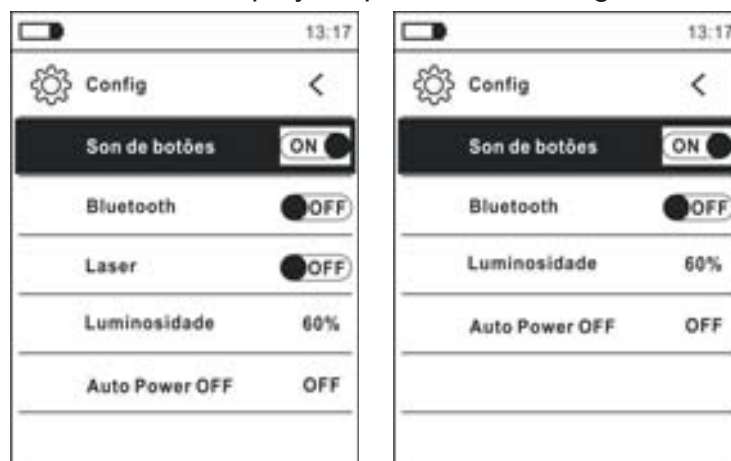 13:17
Config <
Son de botões ON
Bluetooth OFF
Laser OFF
Luminosidade 60%
Auto Power OFF OFF
13:17
Config <
Son de botões ON
Bluetooth OFF
Luminosidade 60%
Auto Power OFF OFF